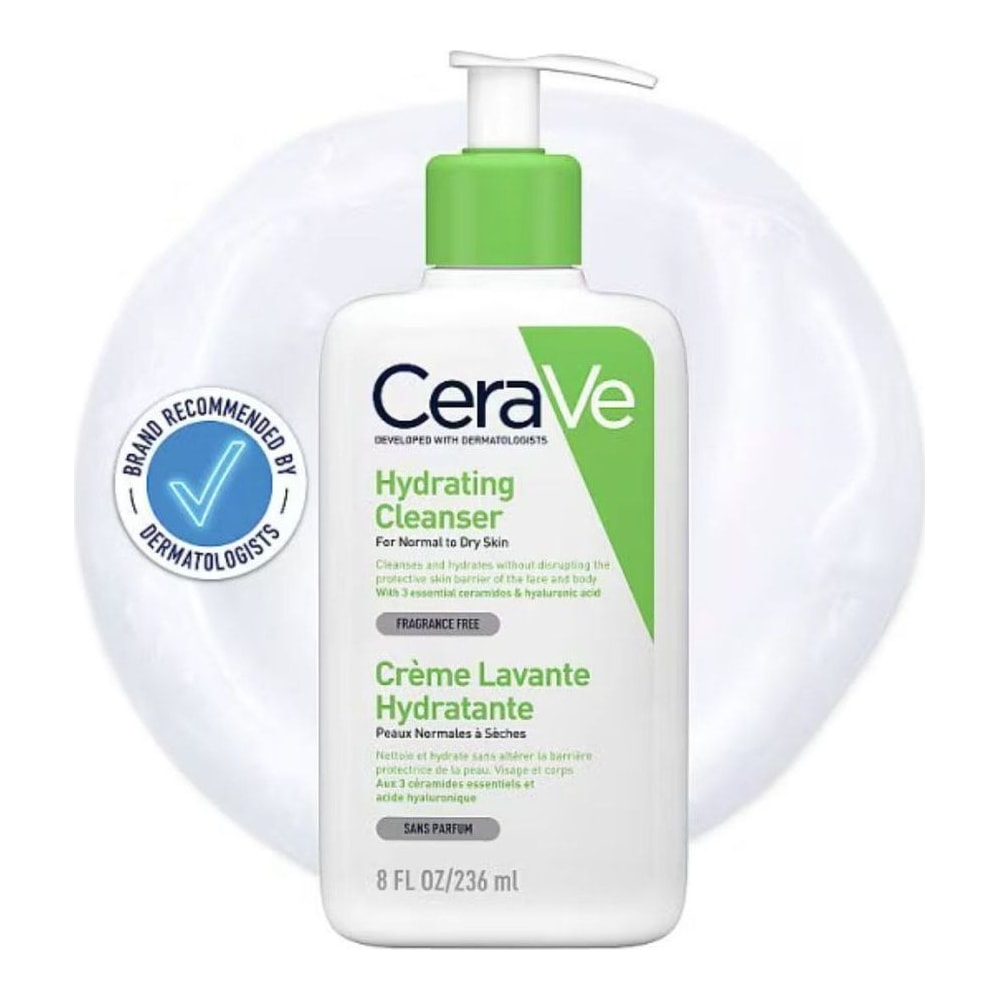 CeraVe
DEVELOPED WITH DERMATOLOGISTS
Hydrating
Cleanser
For Normal to Dry Skin
Cleanses and hydrates without disrupting the
protective skin barrier of the face and body
With 3 essential ceramides & hyaluronic acid
FRAGRANCE FREE
Crème Lavante
Hydratante
Peaux Normales à Sèches
Nettoie et hydrate sans altérer la barrière
protectrice de la peau. Visage et corps
Aux 3 céramides essentiels et
acide hyaluronique
SANS PARFUM
8 FL OZ/236 ml
BRAND RECOMMENDED BY
DERMATOLOGISTS